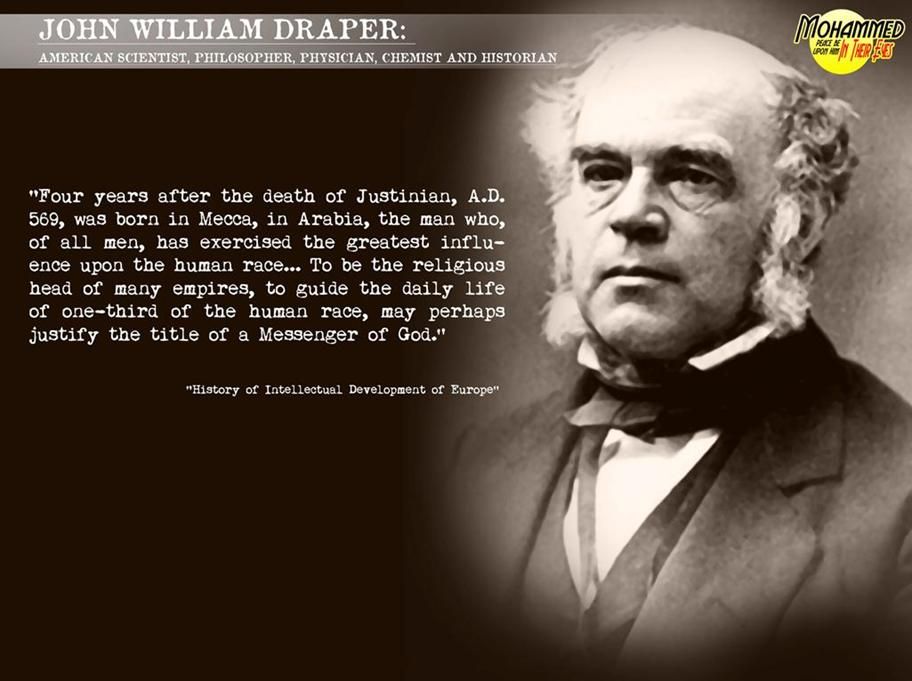 JOHN WILLIAM DRAPER:
AMERICAN SCIENTIST, PHILOSOPHER, PHYSICIAN, CHEMIST AND HISTORIAN
MOHAMMED
PEACE BE
UPON HIM IN THEIR EYES
"Four years after the death of Justinian, A.D.
569, was born in Mecca, in Arabia, the man who,
of all men, has exercised the greatest influ-
ence upon the human race... To be the religious
head of many empires, to guide the daily life
of one-third of the human race, may perhaps
justify the title of a Messenger of God."
"History of Intellectual Development of Europe"